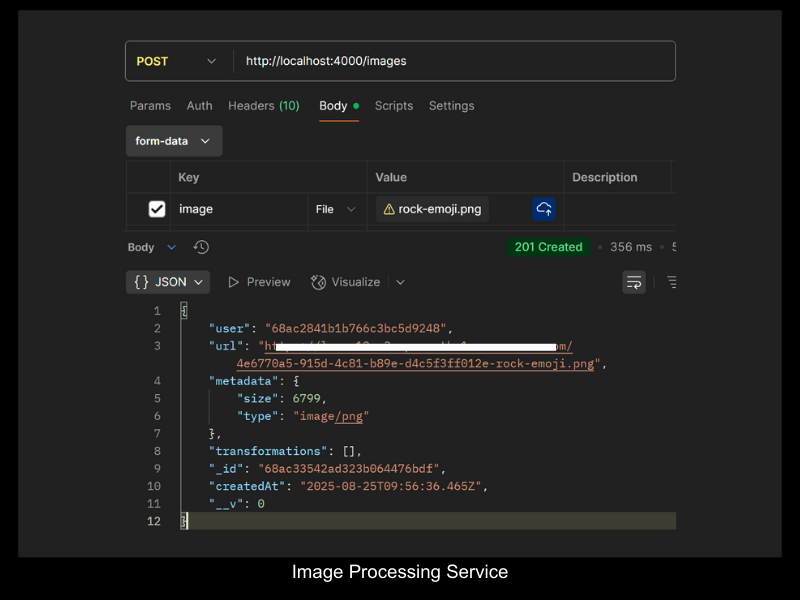 POST http://localhost:4000/images
Params Auth Headers (10) Body Scripts Settings
form-data
Key Value Description
image File rock-emoji.png
Body 201 Created 356 ms
{} JSON Preview Visualize
1 {
2 "user": "68ac2841b1b766c3bc5d9248",
3 "url": "ht m/
4e6770a5-915d-4c81-b89e-d4c5f3ff012e-rock-emoji.png",
4 "metadata": {
5 "size": 6799,
6 "type": "image/png"
7 },
8 "transformations": [],
9 "_id": "68ac33542ad323b064476bdf",
10 "createdAt": "2025-08-25T09:56:36.465Z",
11 "__v": 0
12 }
Image Processing Service